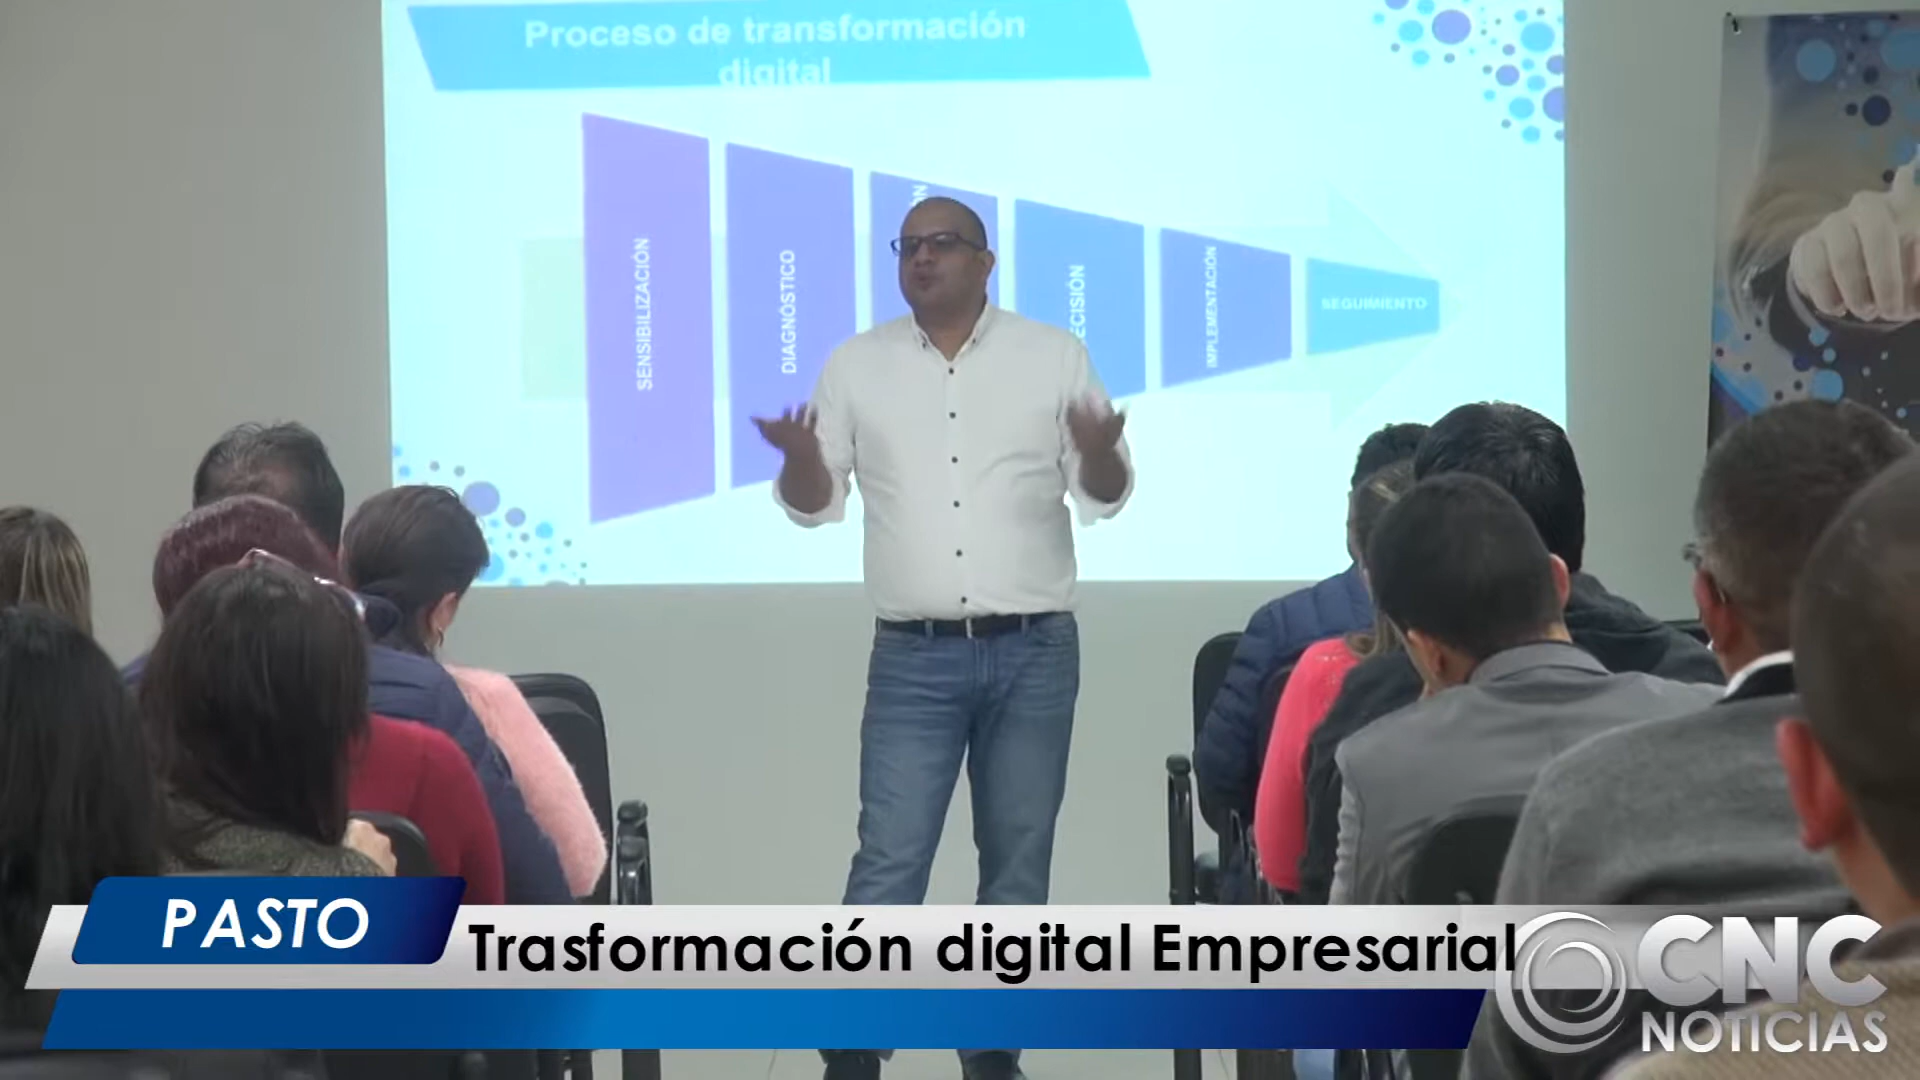 Proceso de transformación
digital
SENSIBILIZACIÓN
DIAGNÓSTICO
IMPLEMENTACIÓN
SEGUIMIENTO
PASTO
Trasformación digital Empresarial
CNC
NOTICIAS